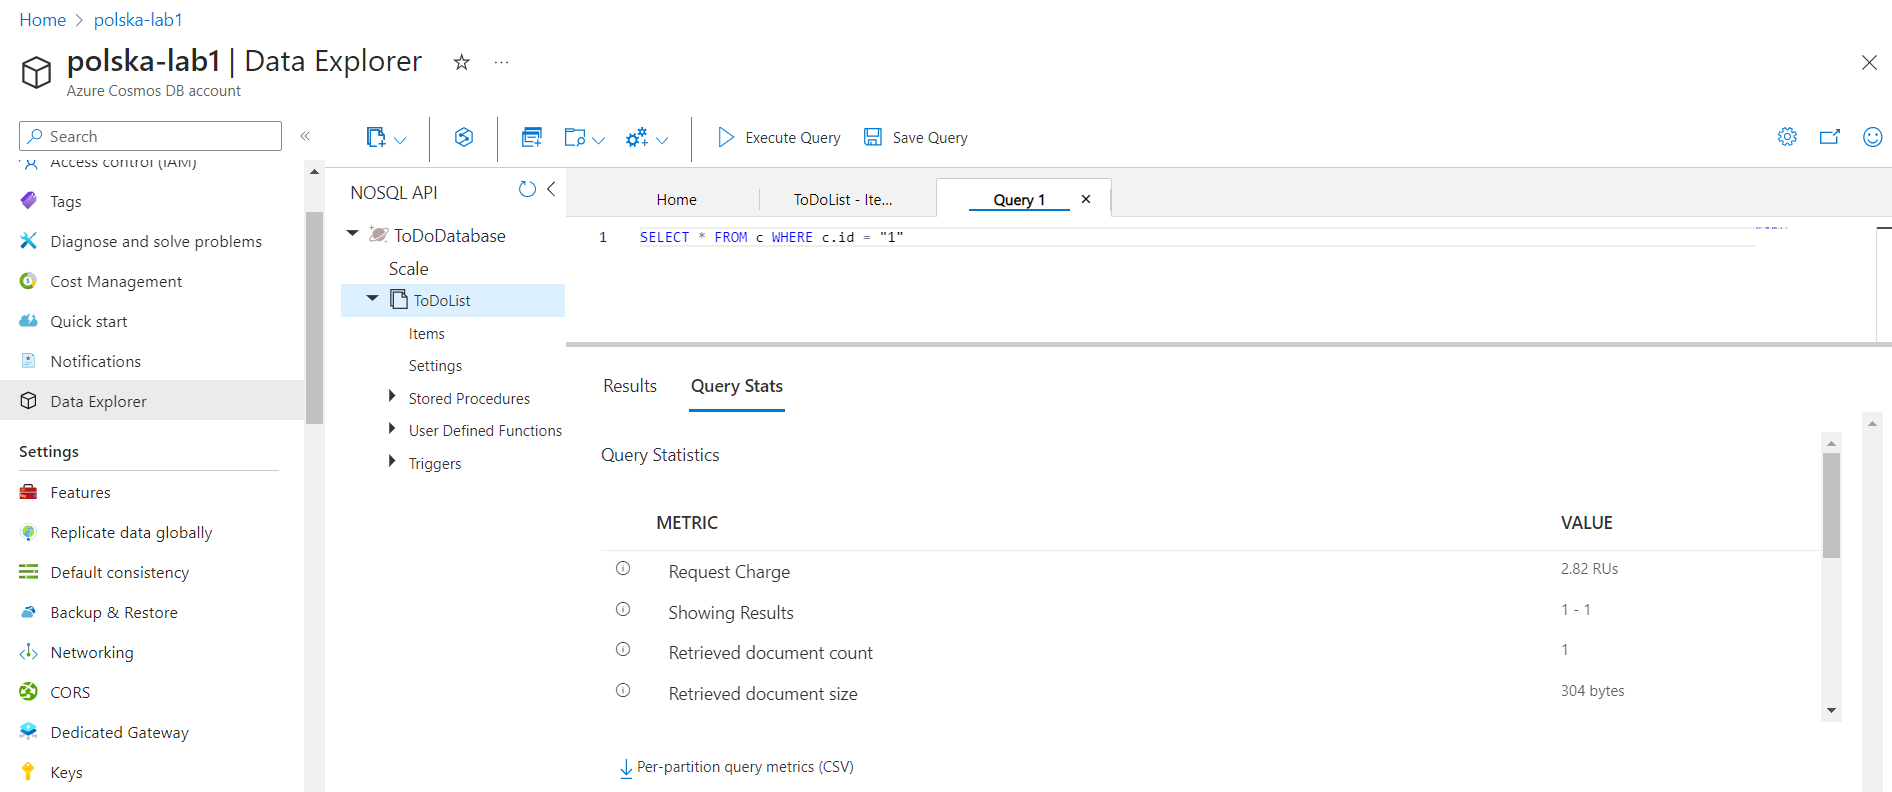 Home > polska-lab1
polska-lab1 | Data Explorer
Azure Cosmos DB account
Search
Access control (IAM)
Tags
Diagnose and solve problems
Cost Management
Quick start
Notifications
Data Explorer
Settings
Features
Replicate data globally
Default consistency
Backup & Restore
Networking
CORS
Dedicated Gateway
Keys
Execute Query
Save Query
NOSQL API
ToDoDatabase
Scale
ToDoList
Items
Settings
Stored Procedures
User Defined Functions
Triggers
Home
ToDoList - Ite...
Query 1
1 SELECT * FROM c WHERE c.id = "1"
Results
Query Stats
Query Statistics
METRIC VALUE
Request Charge 2.82 RUs
Showing Results 1 - 1
Retrieved document count 1
Retrieved document size 304 bytes
Per-partition query metrics (CSV)